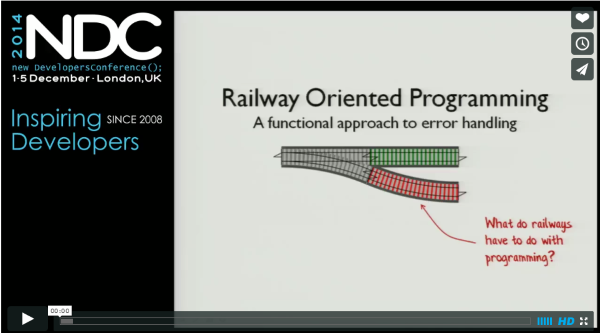 2014
NDC
new DevelopersConference();
1-5 December - London,UK
Inspiring
Developers
SINCE 2008
Railway Oriented Programming
A functional approach to error handling
What do railways
have to do with
programming?
00:00
HD